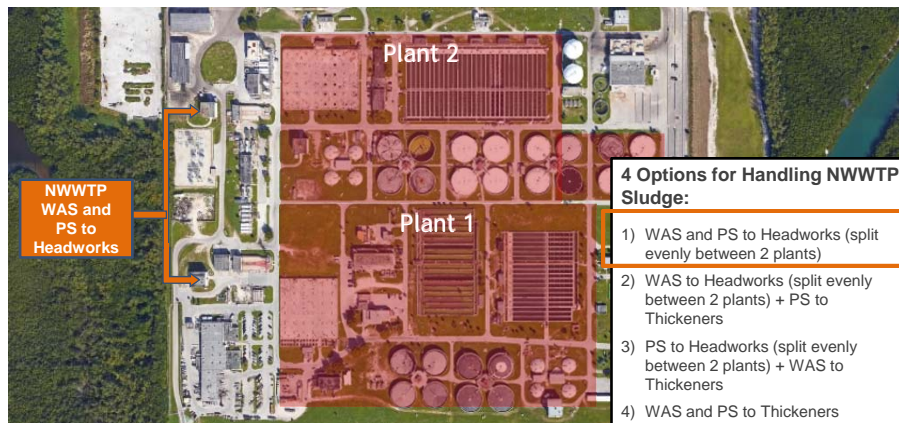 Plant 2
NWWTP
WAS and
PS to
Headworks
Plant 1
4 Options for Handling NWWTP
Sludge:
1) WAS and PS to Headworks (split
evenly between 2 plants)
2) WAS to Headworks (split evenly
between 2 plants) + PS to
Thickeners
3) PS to Headworks (split evenly
between 2 plants) + WAS to
Thickeners
4) WAS and PS to Thickeners